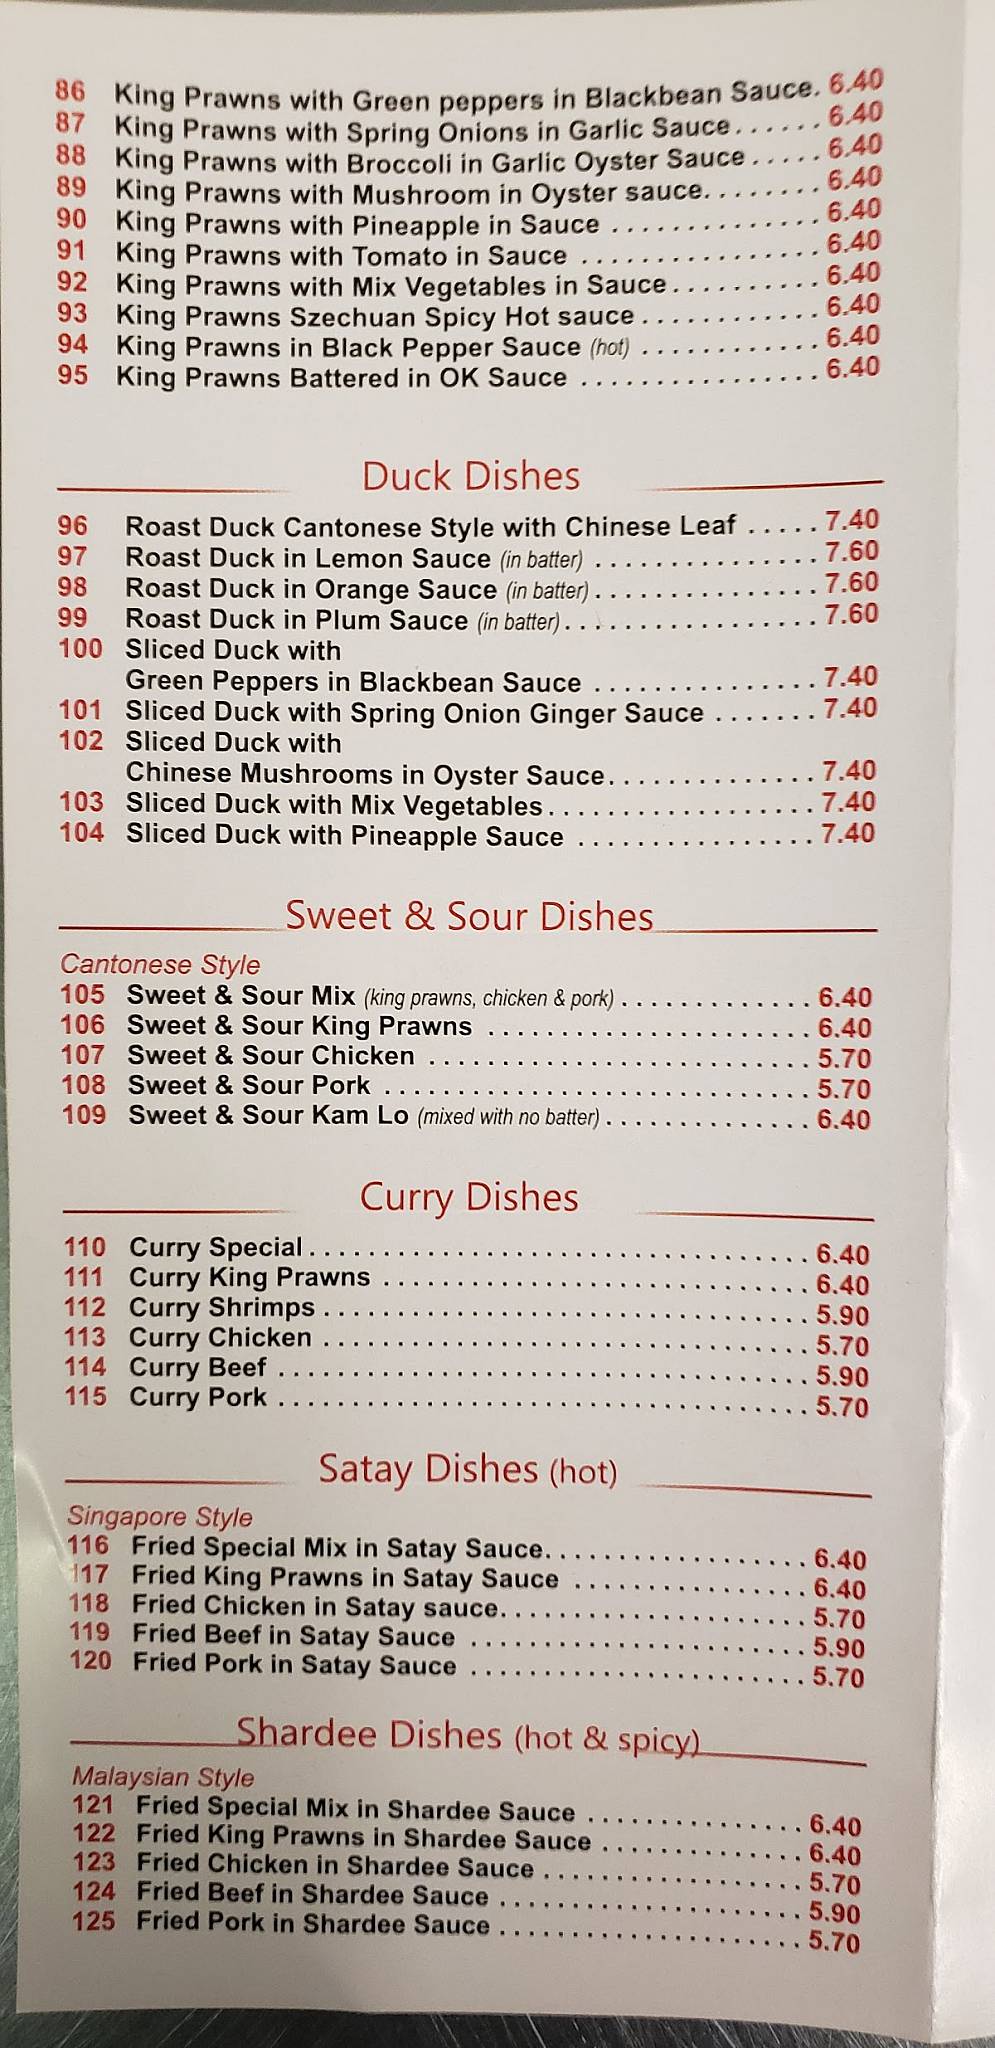 86 King Prawns with Green peppers in Blackbean Sauce. 6.40
87 King Prawns with Spring Onions in Garlic Sauce...... 6.40
88 King Prawns with Broccoli in Garlic Oyster Sauce..... 6.40
89 King Prawns with Mushroom in Oyster sauce........ 6.40
90 King Prawns with Pineapple in Sauce .............. 6.40
91 King Prawns with Tomato in Sauce ................ 6.40
92 King Prawns with Mix Vegetables in Sauce.......... 6.40
93 King Prawns Szechuan Spicy Hot sauce............ 6.40
94 King Prawns in Black Pepper Sauce (hot) ............ 6.40
95 King Prawns Battered in OK Sauce ................ 6.40
Duck Dishes
96 Roast Duck Cantonese Style with Chinese Leaf ..... 7.40
97 Roast Duck in Lemon Sauce (in batter) ............... 7.60
98 Roast Duck in Orange Sauce (in batter)............... 7.60
99 Roast Duck in Plum Sauce (in batter)................. 7.60
100 Sliced Duck with
Green Peppers in Blackbean Sauce ............... 7.40
101 Sliced Duck with Spring Onion Ginger Sauce ....... 7.40
102 Sliced Duck with
Chinese Mushrooms in Oyster Sauce.............. 7.40
103 Sliced Duck with Mix Vegetables.................. 7.40
104 Sliced Duck with Pineapple Sauce ................ 7.40
Sweet & Sour Dishes
Cantonese Style
105 Sweet & Sour Mix (king prawns, chicken & pork)............. 6.40
106 Sweet & Sour King Prawns ...................... 6.40
107 Sweet & Sour Chicken .......................... 5.70
108 Sweet & Sour Pork ............................. 5.70
109 Sweet & Sour Kam Lo (mixed with no batter).............. 6.40
Curry Dishes
110 Curry Special.................................. 6.40
111 Curry King Prawns ............................. 6.40
112 Curry Shrimps................................. 5.90
113 Curry Chicken ................................. 5.70
114 Curry Beef .................................... 5.90
115 Curry Pork .................................... 5.70
Satay Dishes (hot)
Singapore Style
116 Fried Special Mix in Satay Sauce.................. 6.40
117 Fried King Prawns in Satay Sauce ................ 6.40
118 Fried Chicken in Satay sauce..................... 5.70
119 Fried Beef in Satay Sauce ....................... 5.90
120 Fried Pork in Satay Sauce ....................... 5.70
Shardee Dishes (hot & spicy)
Malaysian Style
121 Fried Special Mix in Shardee Sauce ............... 6.40
122 Fried King Prawns in Shardee Sauce .............. 6.40
123 Fried Chicken in Shardee Sauce .................. 5.70
124 Fried Beef in Shardee Sauce ..................... 5.90
125 Fried Pork in Shardee Sauce ..................... 5.70